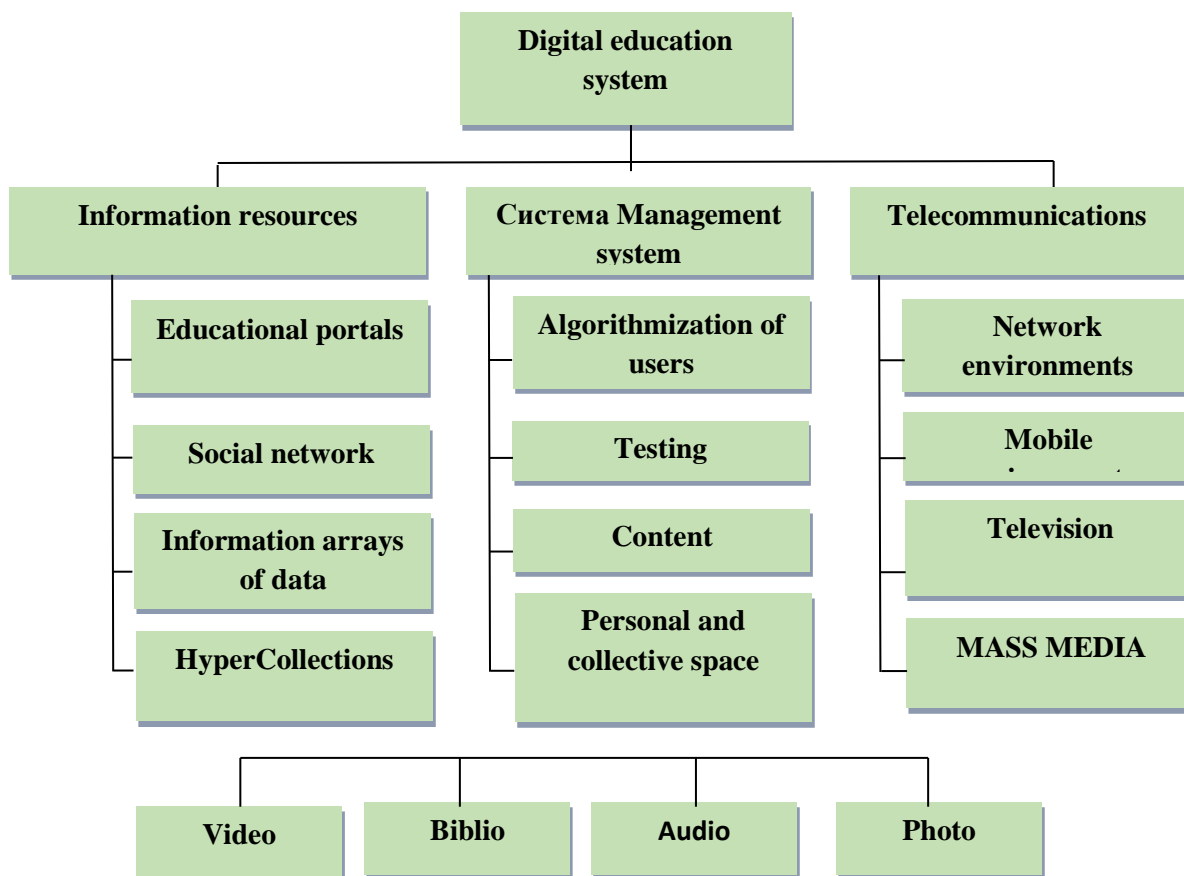 Digital education
system
Information resources
Система Management
system
Telecommunications
Educational portals
Social network
Information arrays
of data
HyperCollections
Algorithmization of
users
Testing
Content
Personal and
collective space
Network
environments
Mobile
Television
MASS MEDIA
Video
Biblio
Audio
Photo